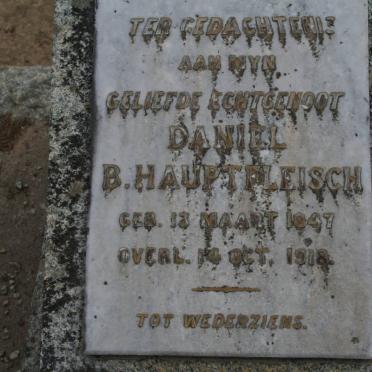 TER GEDACHTENIS
AAN MYN
GELIEFDE ECHTGENOOT
DANIEL
B. HAUPTFLEISCH
GEB. 13 MAART 1847
OVERL. 14 OCT. 1918.
TOT WEDERZIENS.